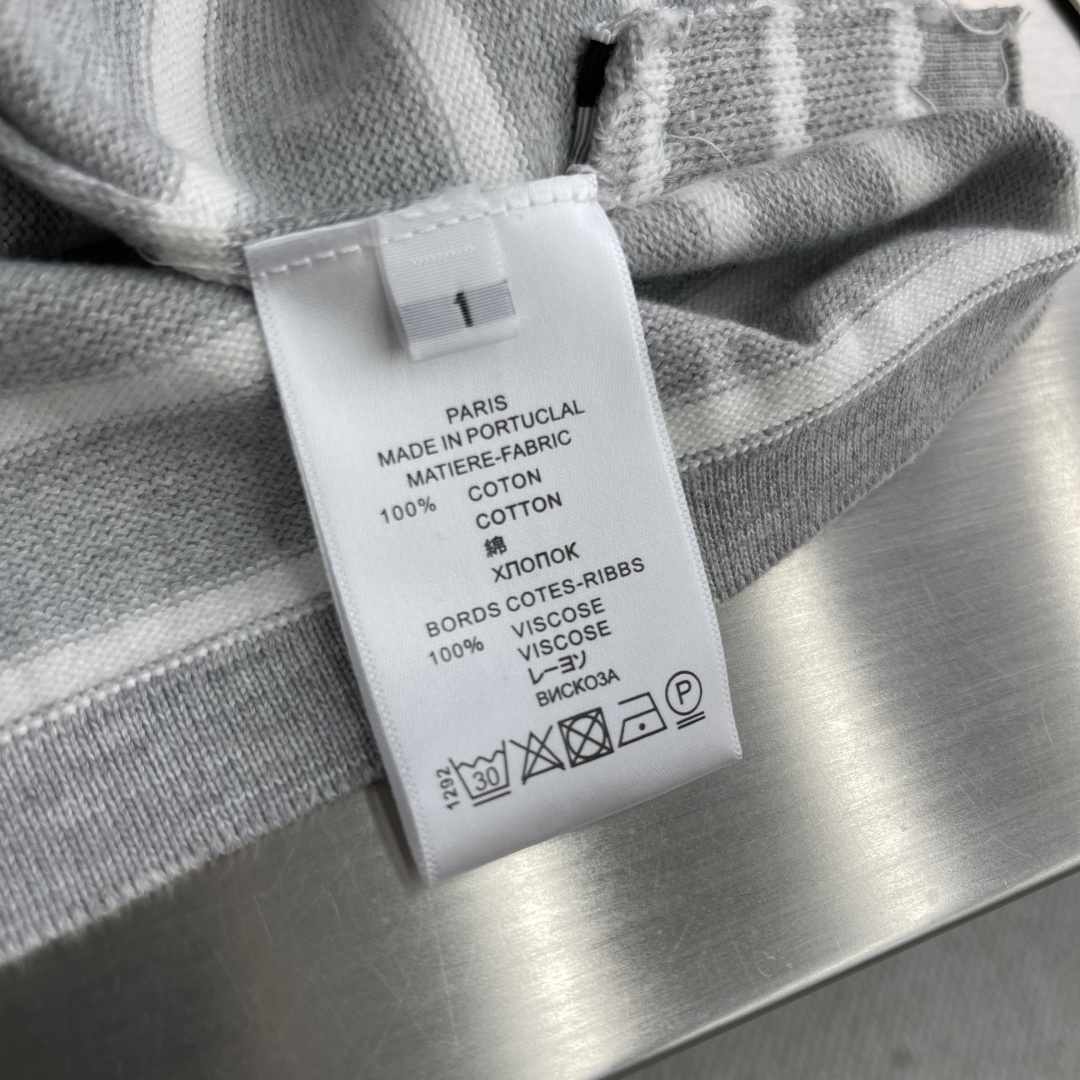 1
PARIS
MADE IN PORTUCLAL
MATIERE-FABRIC
100% COTON
COTTON
綿
ХЛОПОК
BORDS COTES-RIBBS
100% VISCOSE
VISCOSE
レーヨン
ВИСКОЗА
1292 30 P